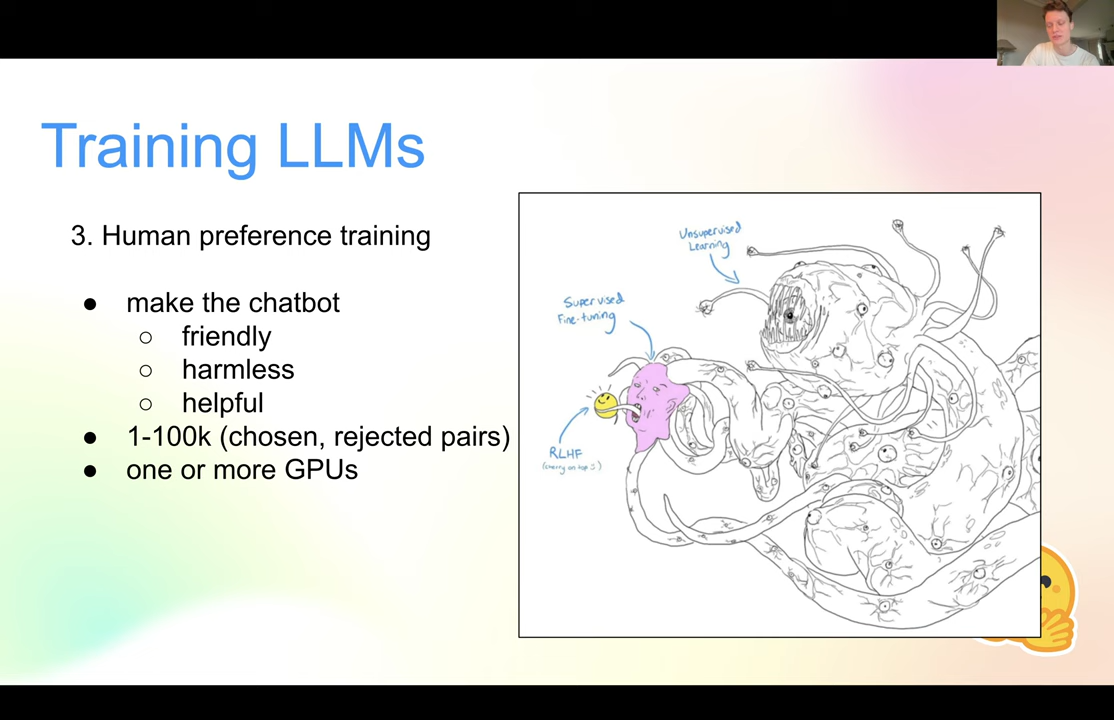 Training LLMs
3. Human preference training
● make the chatbot
○ friendly
○ harmless
○ helpful
● 1-100k (chosen, rejected pairs)
● one or more GPUs
Unsupervised
Learning
Supervised
Fine-tuning
RLHF
(cherry on top :)